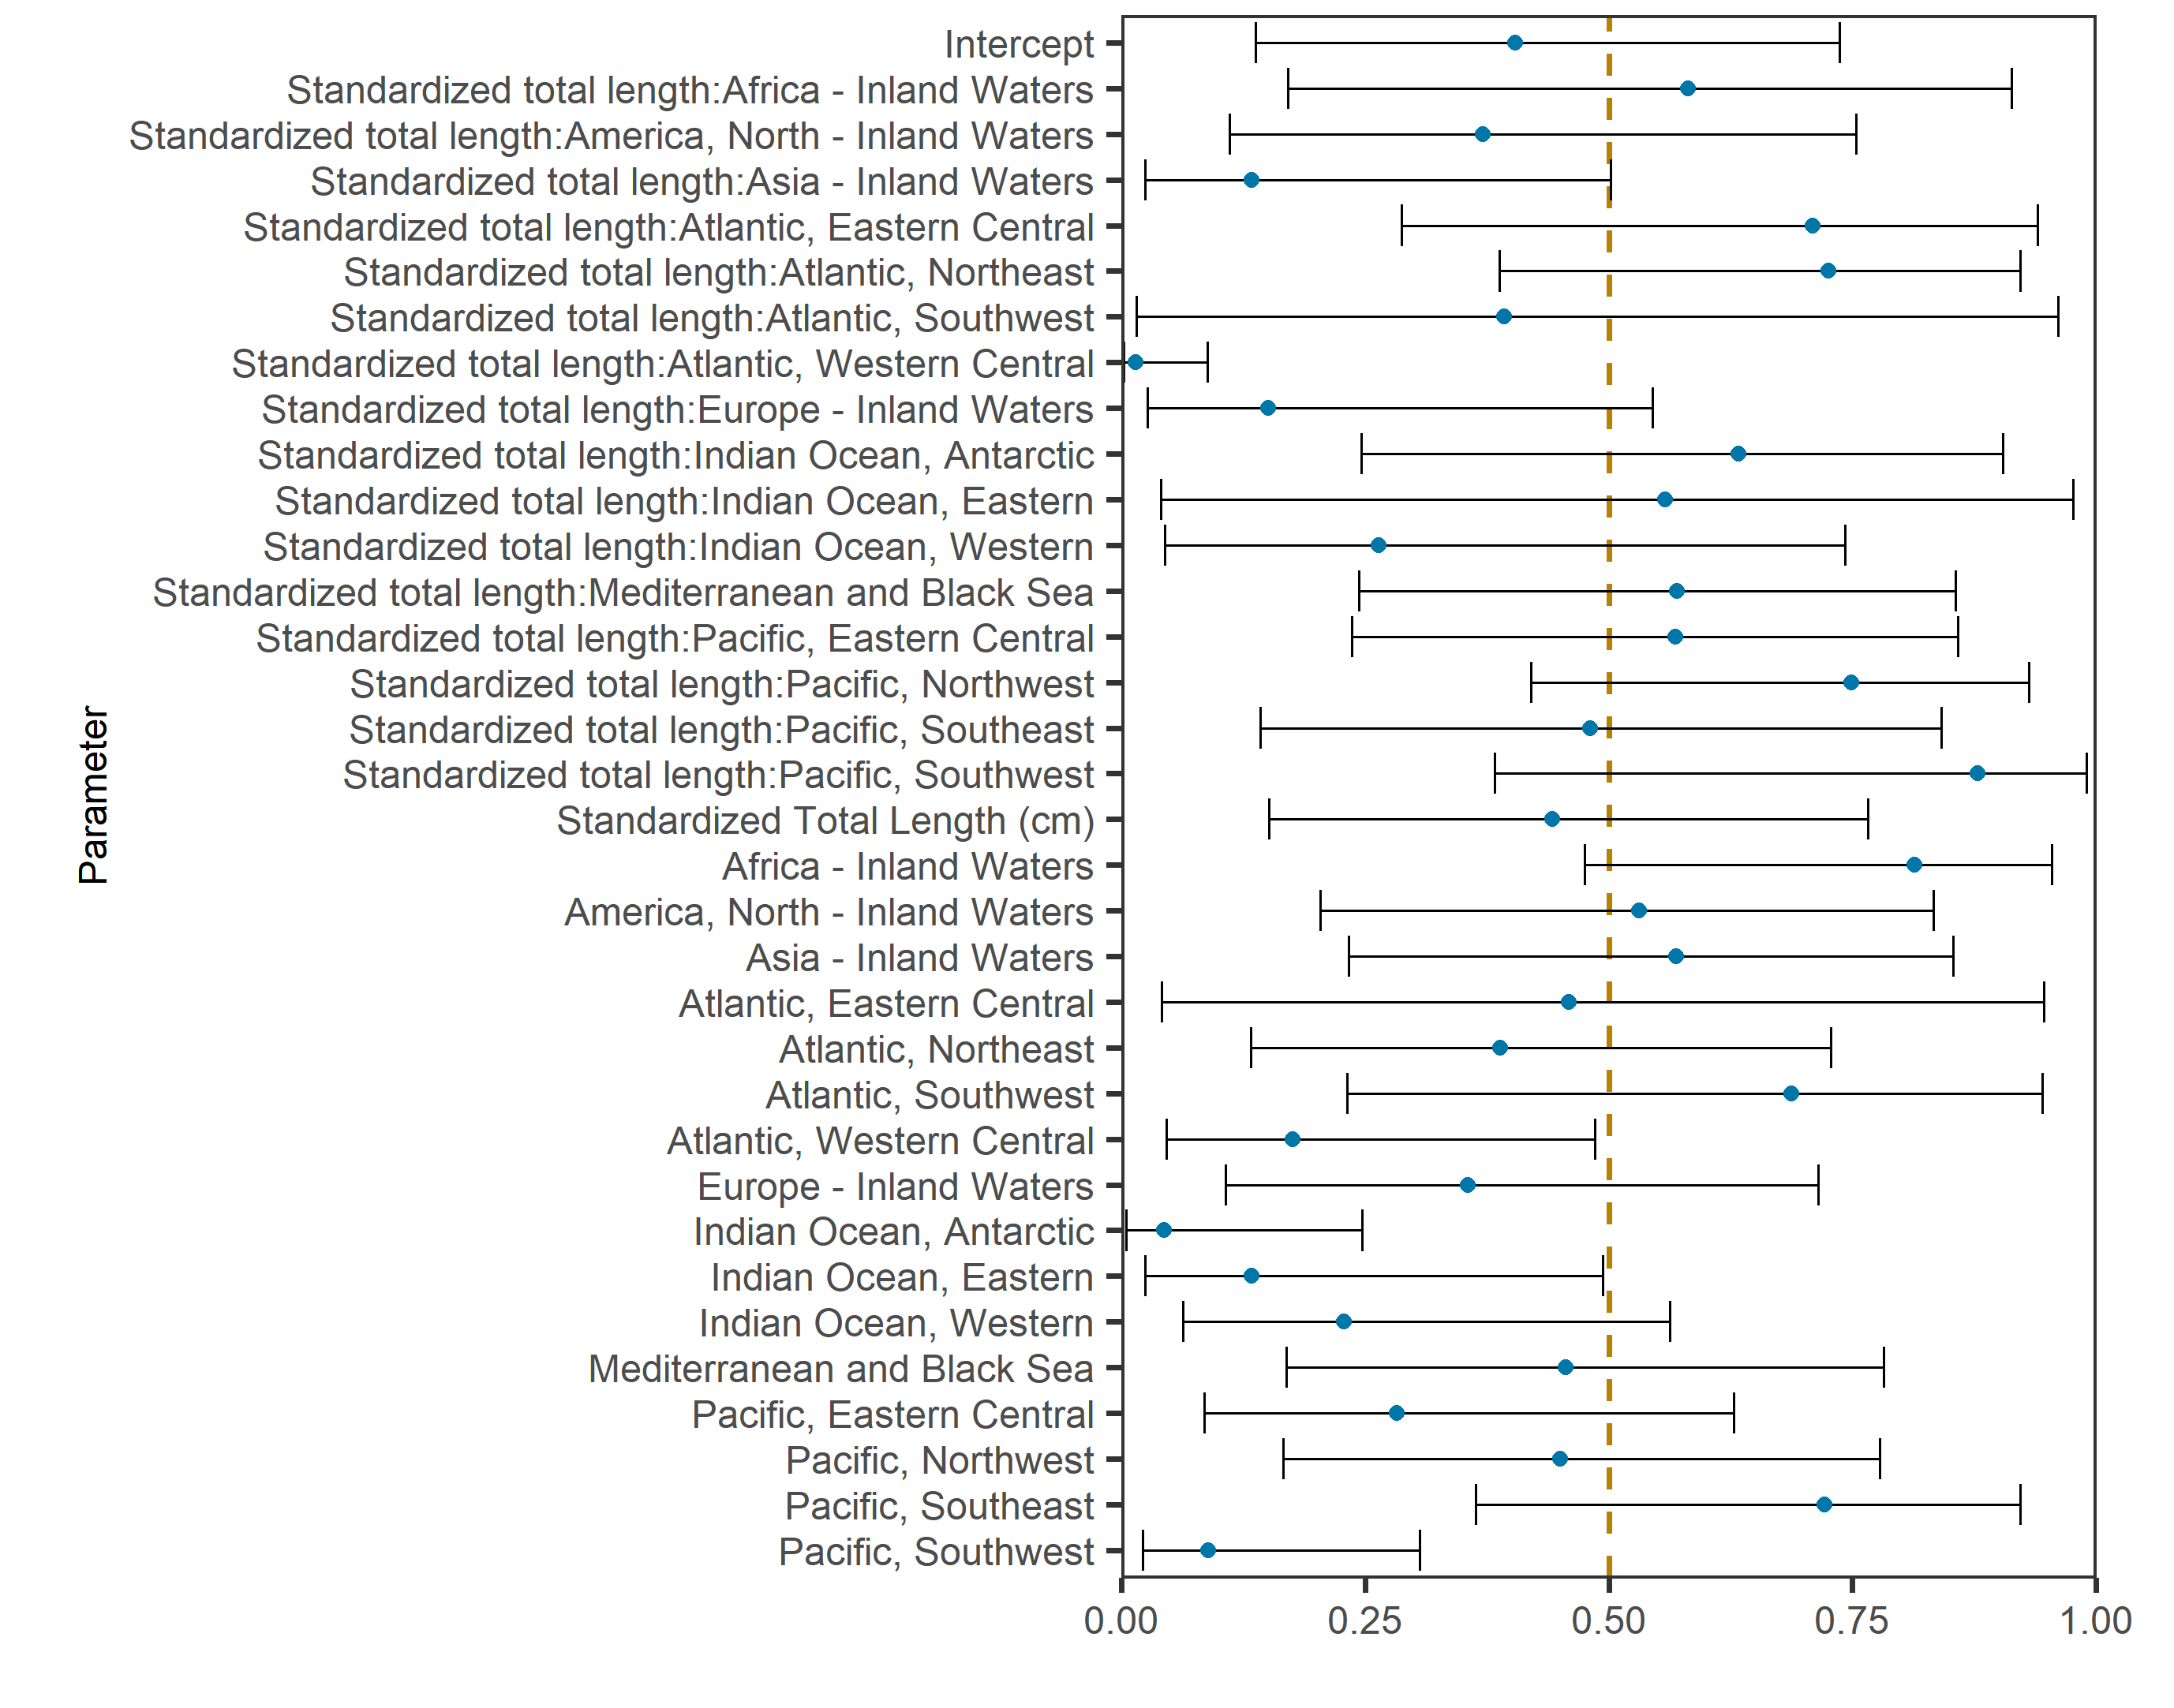 Intercept
Standardized total length:Africa - Inland Waters
Standardized total length:America, North - Inland Waters
Standardized total length:Asia - Inland Waters
Standardized total length:Atlantic, Eastern Central
Standardized total length:Atlantic, Northeast
Standardized total length:Atlantic, Southwest
Standardized total length:Atlantic, Western Central
Standardized total length:Europe - Inland Waters
Standardized total length:Indian Ocean, Antarctic
Standardized total length:Indian Ocean, Eastern
Standardized total length:Indian Ocean, Western
Standardized total length:Mediterranean and Black Sea
Standardized total length:Pacific, Eastern Central
Standardized total length:Pacific, Northwest
Standardized total length:Pacific, Southeast
Standardized total length:Pacific, Southwest
Standardized Total Length (cm)
Africa - Inland Waters
America, North - Inland Waters
Asia - Inland Waters
Atlantic, Eastern Central
Atlantic, Northeast
Atlantic, Southwest
Atlantic, Western Central
Europe - Inland Waters
Indian Ocean, Antarctic
Indian Ocean, Eastern
Indian Ocean, Western
Mediterranean and Black Sea
Pacific, Eastern Central
Pacific, Northwest
Pacific, Southeast
Pacific, Southwest
Parameter
0.00 0.25 0.50 0.75 1.00